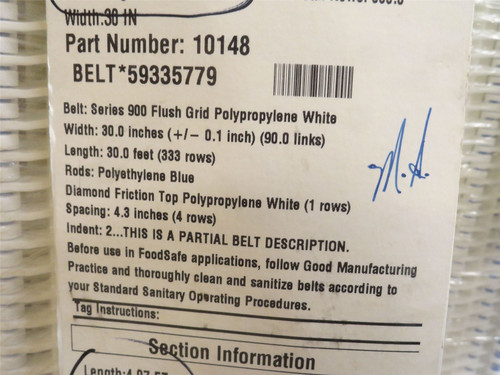 Width:30 IN
Part Number: 10148
BELT*59335779
Belt: Series 900 Flush Grid Polypropylene White
Width: 30.0 inches (+/- 0.1 inch) (90.0 links)
Length: 30.0 feet (333 rows)
Rods: Polyethylene Blue
Diamond Friction Top Polypropylene White (1 rows)
Spacing: 4.3 inches (4 rows)
Indent: 2...THIS IS A PARTIAL BELT DESCRIPTION.
Before use in FoodSafe applications, follow Good Manufacturing
Practice and thoroughly clean and sanitize belts according to
your Standard Sanitary Operating Procedures.
M.A.
Tag Instructions:
Section Information
Length:4.07 FT